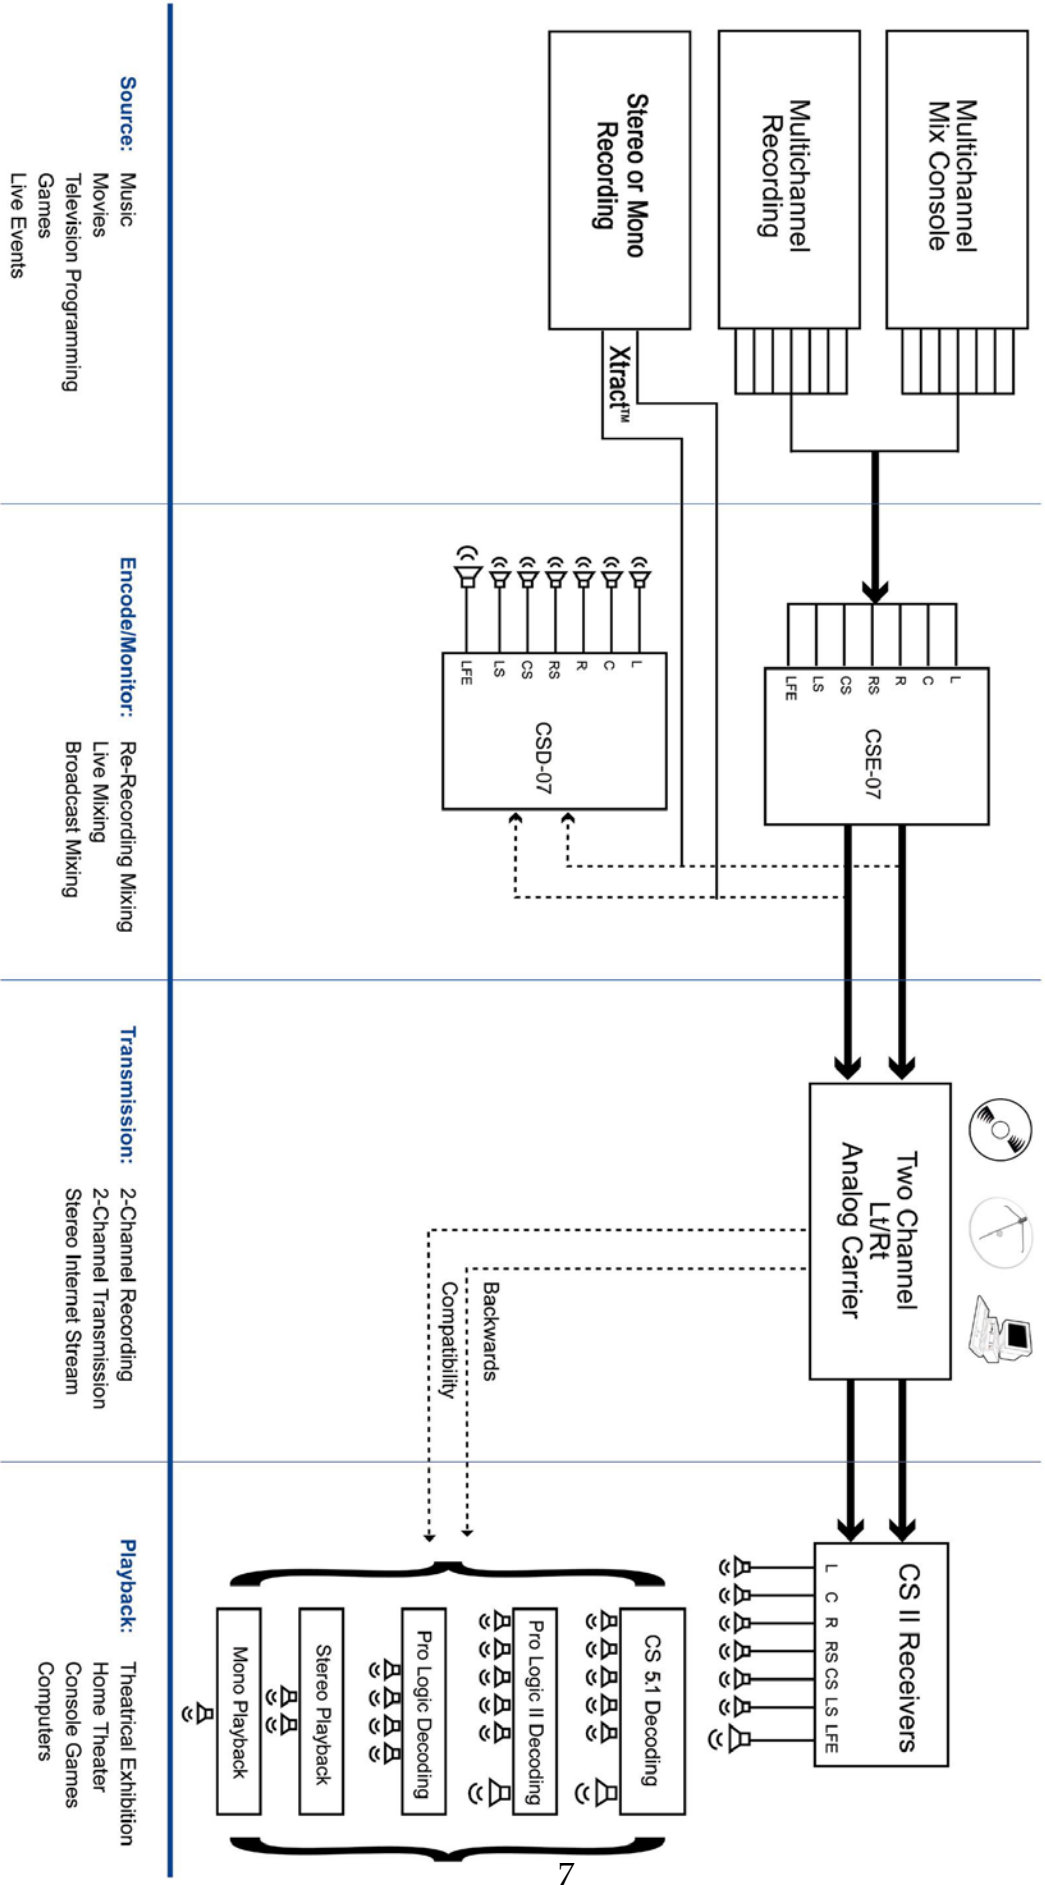 Multichannel
Mix Console
Multichannel
Recording
Stereo or Mono
Recording
Xtract™
L
C
R
RS
CS
LS
LFE
CSE-07
L
C
R
RS
CS
LS
LFE
CSD-07
Two Channel
Lt/Rt
Analog Carrier
Backwards
Compatibility
CS II Receivers
L C R RS CS LS LFE
CS 5.1 Decoding
Pro Logic II Decoding
Pro Logic Decoding
Stereo Playback
Mono Playback
Source: Music
Movies
Television Programming
Games
Live Events
Encode/Monitor: Re-Recording Mixing
Live Mixing
Broadcast Mixing
Transmission: 2-Channel Recording
2-Channel Transmission
Stereo Internet Stream
Playback: Theatrical Exhibition
Home Theater
Console Games
Computers
7